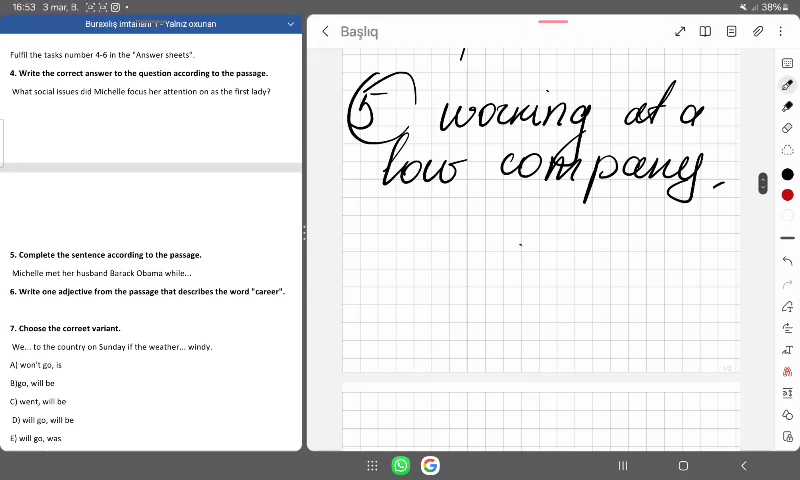 16:53 3 mar, B. 38%
Buraxılış imtahanı 1 - Yalnız oxunan
Fulfil the tasks number 4-6 in the "Answer sheets".
4. Write the correct answer to the question according to the passage.
What social issues did Michelle focus her attention on as the first lady?
5. Complete the sentence according to the passage.
Michelle met her husband Barack Obama while...
6. Write one adjective from the passage that describes the word "career".
7. Choose the correet variant.
We... to the country on Sunday if the weather... windy.
A) won't go, is
B)go, will be
C) went, will be
D) will go, will be
E) will go, was
Başlıq
5 working at a
low company.
1/2